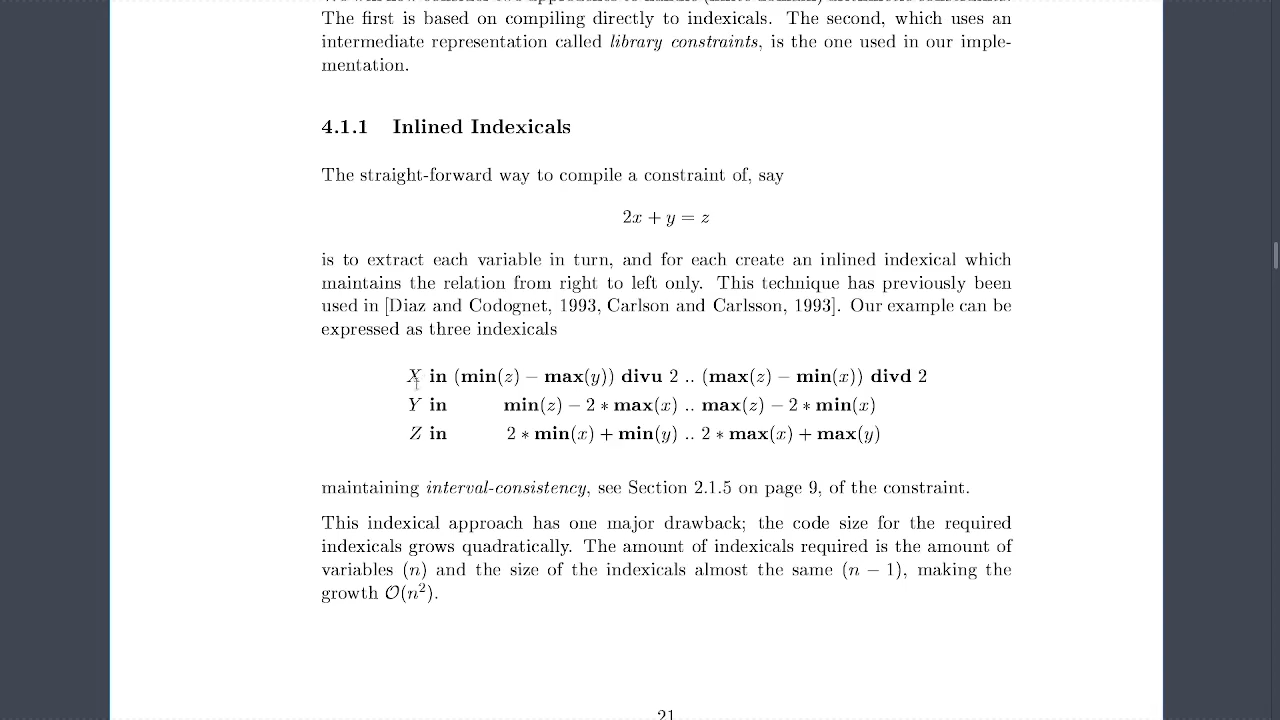 The first is based on compiling directly to indexicals. The second, which uses an
intermediate representation called library constraints, is the one used in our imple-
mentation.
4.1.1 Inlined Indexicals
The straight-forward way to compile a constraint of, say
2x + y = z
is to extract each variable in turn, and for each create an inlined indexical which
maintains the relation from right to left only. This technique has previously been
used in [Diaz and Codognet, 1993, Carlson and Carlsson, 1993]. Our example can be
expressed as three indexicals
X in (min(z) − max(y)) divu 2 .. (max(z) − min(x)) divd 2
Y in min(z) − 2 * max(x) .. max(z) − 2 * min(x)
Z in 2 * min(x) + min(y) .. 2 * max(x) + max(y)
maintaining interval-consistency, see Section 2.1.5 on page 9, of the constraint.
This indexical approach has one major drawback; the code size for the required
indexicals grows quadratically. The amount of indexicals required is the amount of
variables (n) and the size of the indexicals almost the same (n − 1), making the
growth O(n²).
21